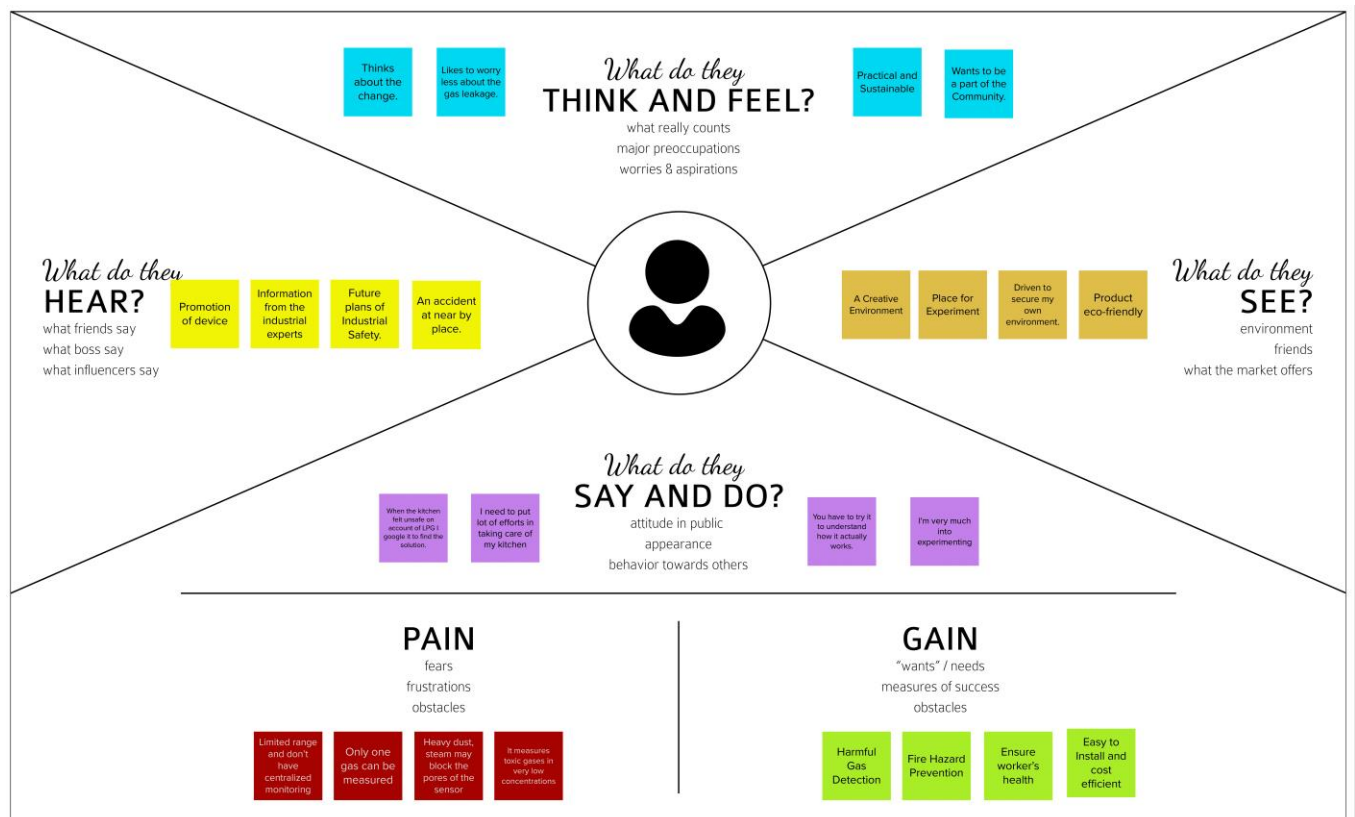 Thinks
about the
change.
Likes to worry
less about the
gas leakage.
What do they
THINK AND FEEL?
what really counts
major preoccupations
worries & aspirations
Practical and
Sustainable
Wants to be
a part of the
Community.
What do they
HEAR?
what friends say
what boss say
what influencers say
Promotion
of device
Information
from the
industrial
experts
Future
plans of
Industrial
Safety.
An accident
at near by
place.
A Creative
Environment
Place for
Experiment
Driven to
secure my
own
environment.
Product
eco-friendly
What do they
SEE?
environment
friends
what the market offers
When the kitchen
felt unsafe on
account of LPG I
google it to find the
solution.
I need to put
lot of efforts in
taking care of
my kitchen
What do they
SAY AND DO?
attitude in public
appearance
behavior towards others
You have to try it
to understand
how it actually
works.
I'm very much
into
experimenting
PAIN
fears
frustrations
obstacles
Limited range
and don't
have
centralized
monitoring
Only one
gas can be
measured
Heavy dust,
steam may
block the
pores of the
sensor
It measures
toxic gases in
very low
concentrations
GAIN
"wants" / needs
measures of success
obstacles
Harmful
Gas
Detection
Fire Hazard
Prevention
Ensure
worker's
health
Easy to
Install and
cost
efficient